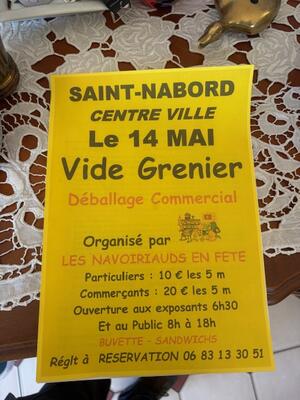 SAINT-NABORD
CENTRE VILLE
Le 14 MAI
Vide Grenier
Déballage Commercial
Organisé par
LES NAVOIRIAUDS EN FETE
Particuliers : 10 € les 5 m
Commerçants : 20 € les 5 m
Ouverture aux exposants 6h30
Et au Public 8h à 18h
BUVETTE - SANDWICHS
Réglt à RESERVATION 06 83 13 30 51